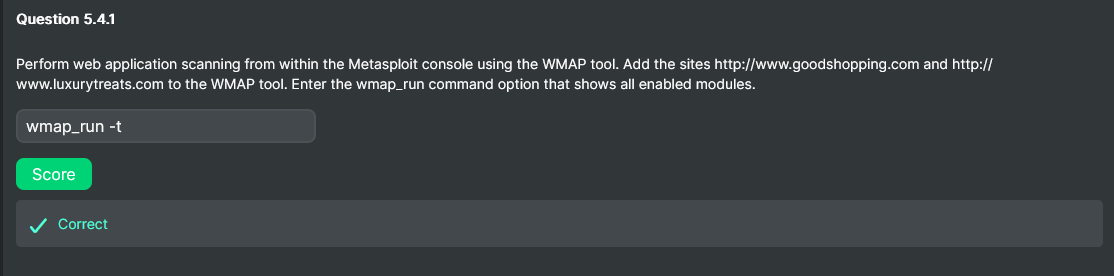 Question 5.4.1
Perform web application scanning from within the Metasploit console using the WMAP tool. Add the sites http://www.goodshopping.com and http://
www.luxurytreats.com to the WMAP tool. Enter the wmap_run command option that shows all enabled modules.
wmap_run -t
Score
Correct